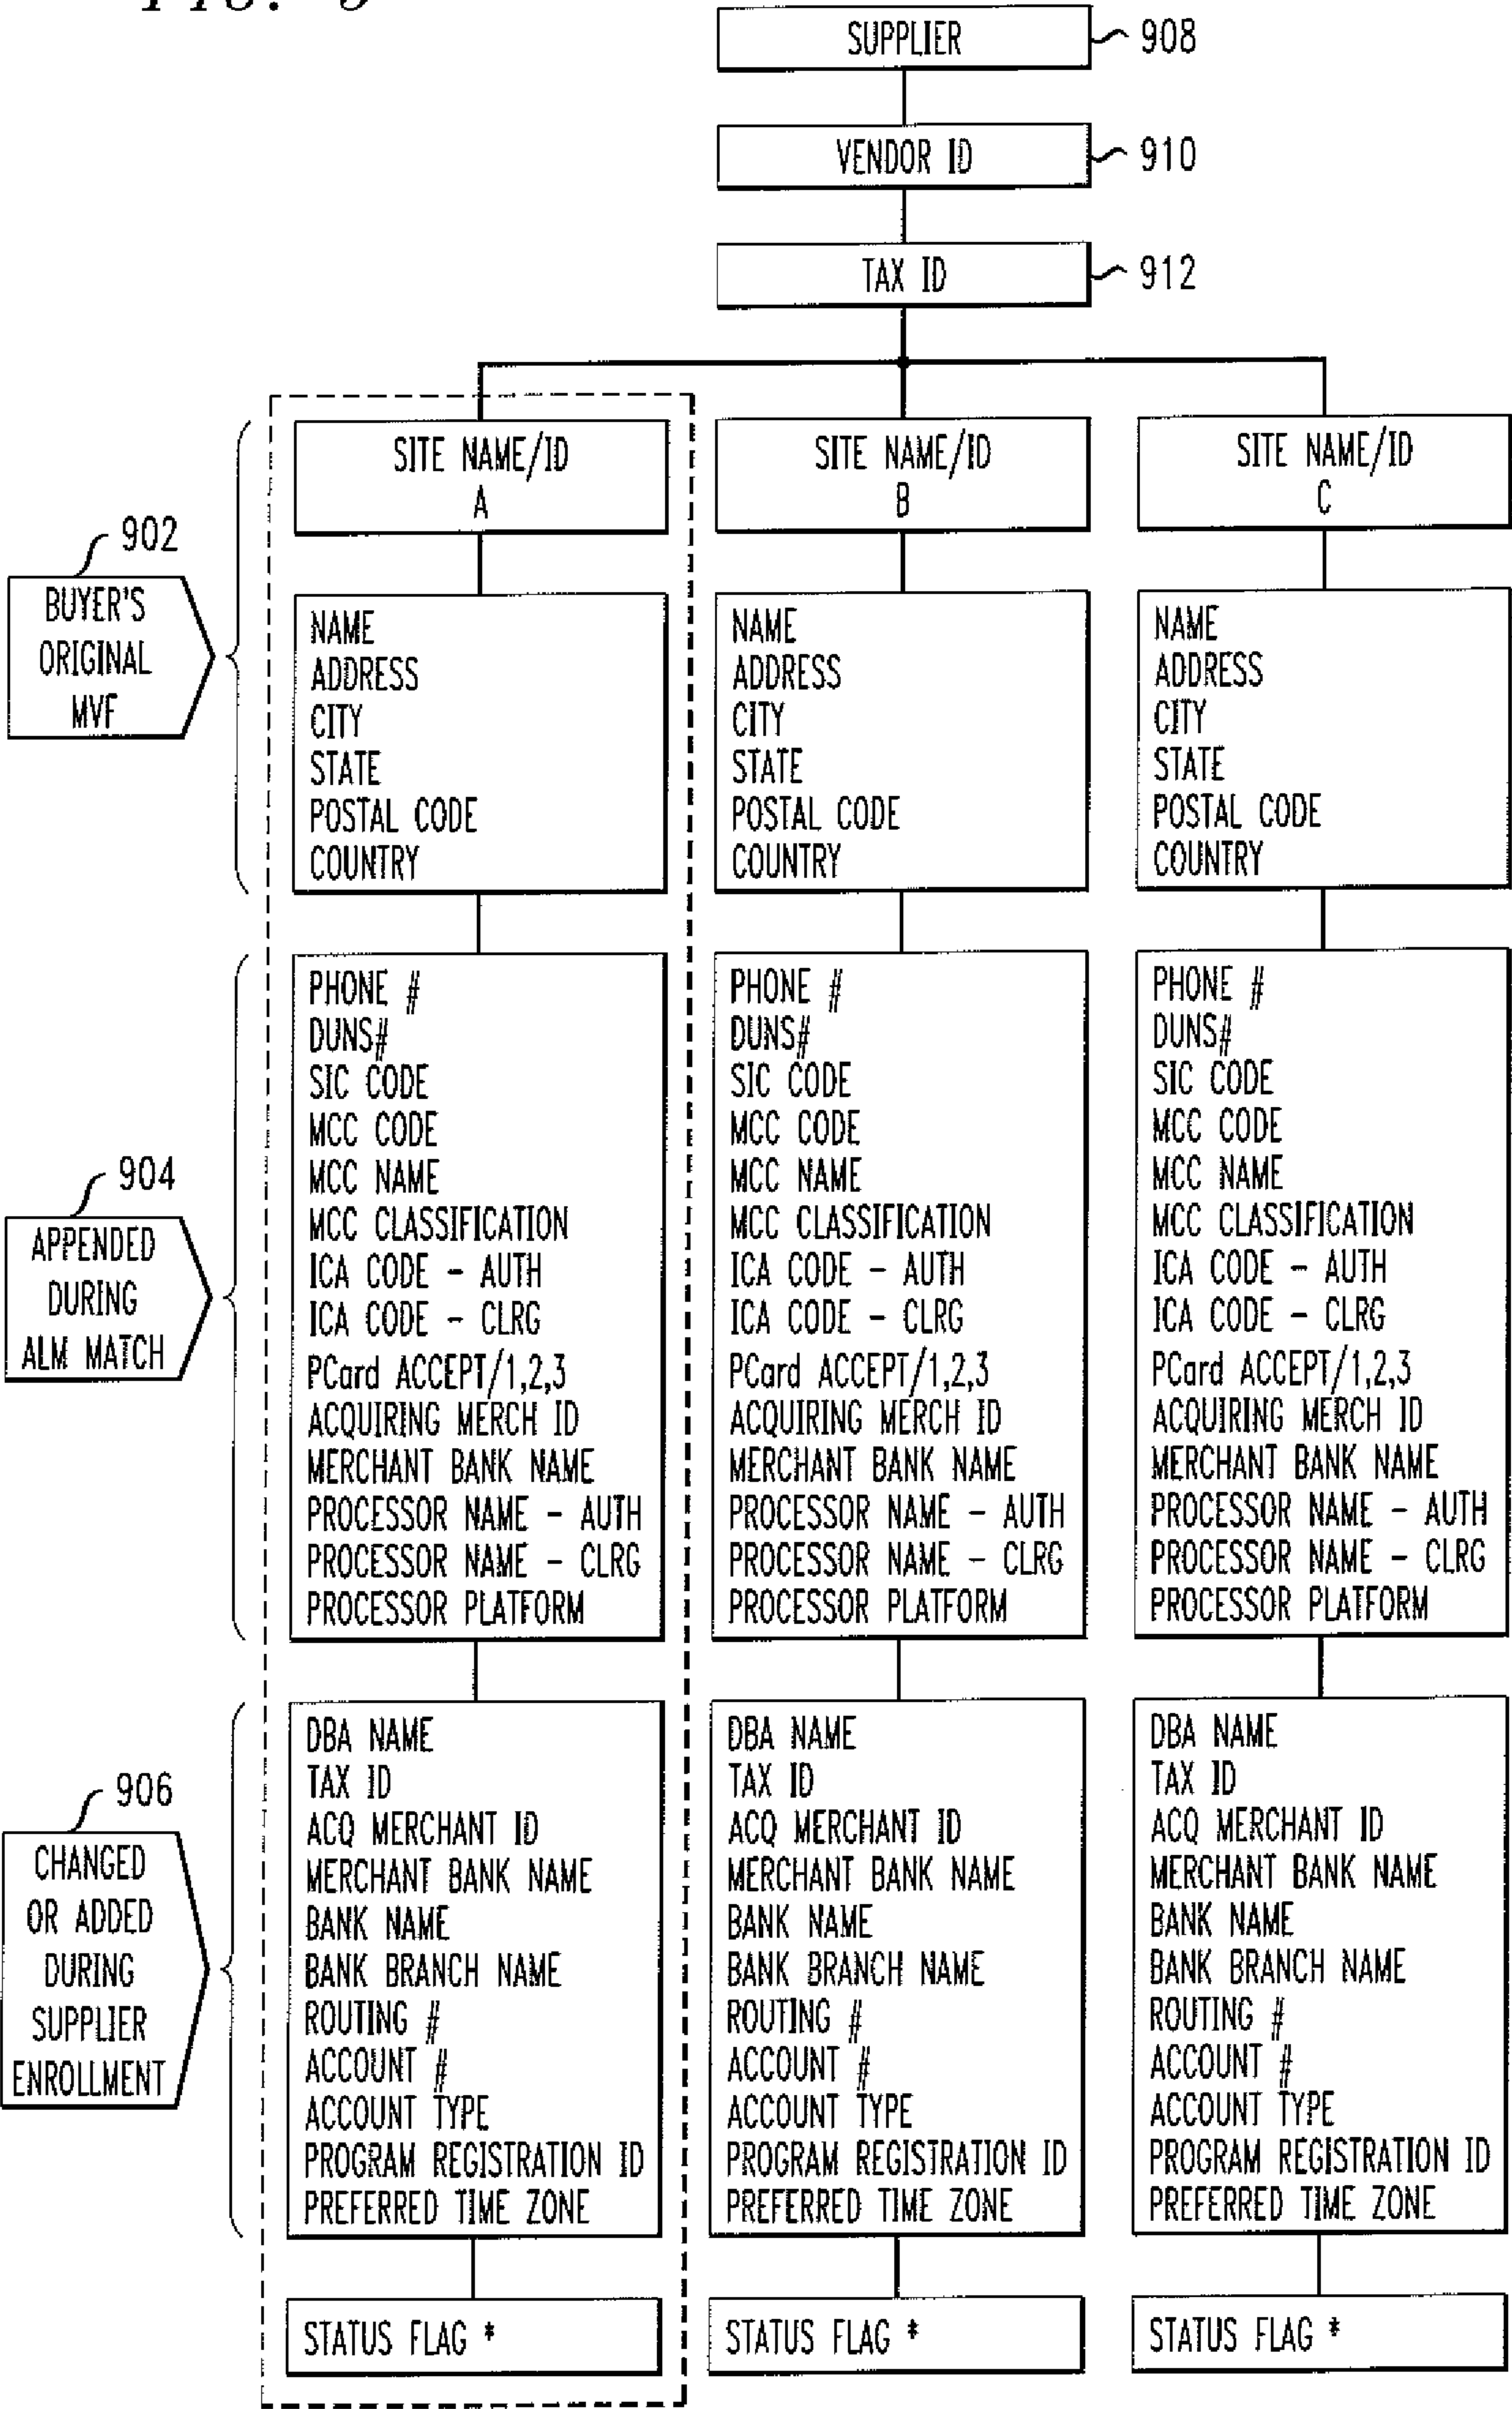 SUPPLIER
908
VENDOR ID
910
TAX ID
912
SITE NAME/ID
A
SITE NAME/ID
B
SITE NAME/ID
C
902
BUYER'S
ORIGINAL
MVF
NAME
ADDRESS
CITY
STATE
POSTAL CODE
COUNTRY
NAME
ADDRESS
CITY
STATE
POSTAL CODE
COUNTRY
NAME
ADDRESS
CITY
STATE
POSTAL CODE
COUNTRY
904
APPENDED
DURING
ALM MATCH
PHONE #
DUNS#
SIC CODE
MCC CODE
MCC NAME
MCC CLASSIFICATION
ICA CODE - AUTH
ICA CODE - CLRG
PCard ACCEPT/1,2,3
ACQUIRING MERCH ID
MERCHANT BANK NAME
PROCESSOR NAME - AUTH
PROCESSOR NAME - CLRG
PROCESSOR PLATFORM
PHONE #
DUNS#
SIC CODE
MCC CODE
MCC NAME
MCC CLASSIFICATION
ICA CODE - AUTH
ICA CODE - CLRG
PCard ACCEPT/1,2,3
ACQUIRING MERCH ID
MERCHANT BANK NAME
PROCESSOR NAME - AUTH
PROCESSOR NAME - CLRG
PROCESSOR PLATFORM
PHONE #
DUNS#
SIC CODE
MCC CODE
MCC NAME
MCC CLASSIFICATION
ICA CODE - AUTH
ICA CODE - CLRG
PCard ACCEPT/1,2,3
ACQUIRING MERCH ID
MERCHANT BANK NAME
PROCESSOR NAME - AUTH
PROCESSOR NAME - CLRG
PROCESSOR PLATFORM
906
CHANGED
OR ADDED
DURING
SUPPLIER
ENROLLMENT
DBA NAME
TAX ID
ACQ MERCHANT ID
MERCHANT BANK NAME
BANK NAME
BANK BRANCH NAME
ROUTING #
ACCOUNT #
ACCOUNT TYPE
PROGRAM REGISTRATION ID
PREFERRED TIME ZONE
DBA NAME
TAX ID
ACQ MERCHANT ID
MERCHANT BANK NAME
BANK NAME
BANK BRANCH NAME
ROUTING #
ACCOUNT #
ACCOUNT TYPE
PROGRAM REGISTRATION ID
PREFERRED TIME ZONE
DBA NAME
TAX ID
ACQ MERCHANT ID
MERCHANT BANK NAME
BANK NAME
BANK BRANCH NAME
ROUTING #
ACCOUNT #
ACCOUNT TYPE
PROGRAM REGISTRATION ID
PREFERRED TIME ZONE
STATUS FLAG *
STATUS FLAG *
STATUS FLAG *